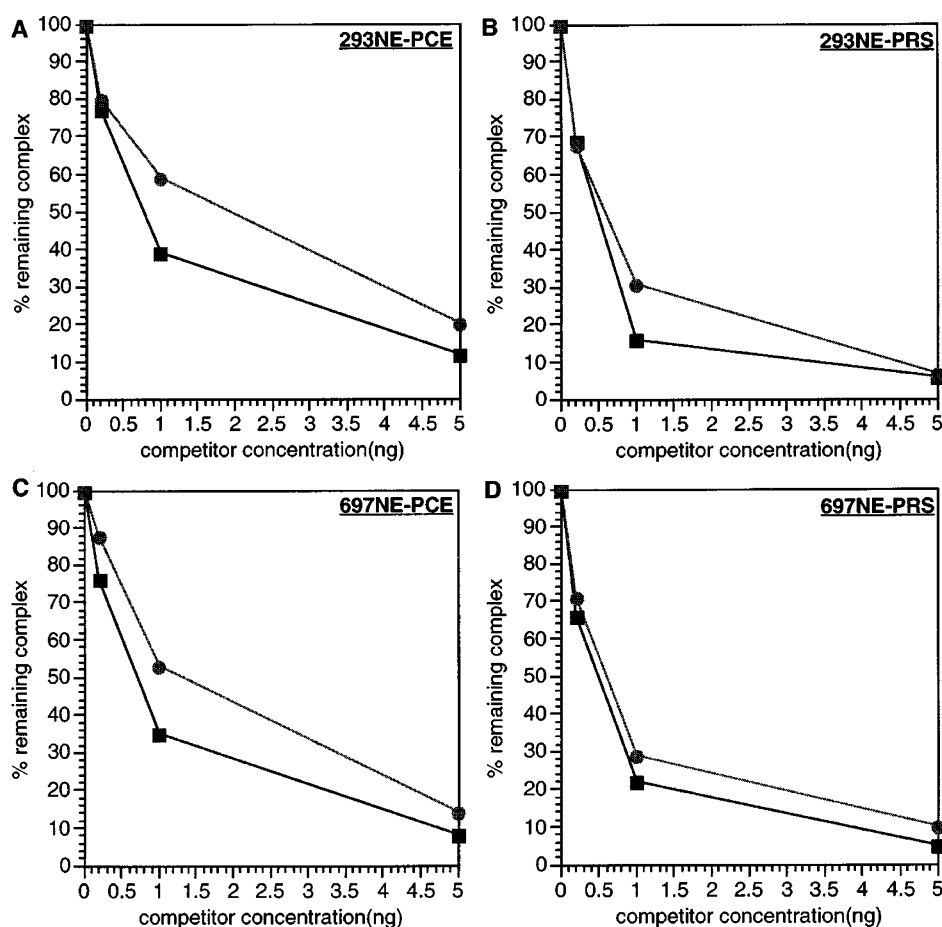 A
293NE-PCE
100
90
80
70
60
50
40
30
20
10
0
% remaining complex
0 0.5 1 1.5 2 2.5 3 3.5 4 4.5 5
competitor concentration(ng)
B
293NE-PRS
100
90
80
70
60
50
40
30
20
10
0
% remaining complex
0 0.5 1 1.5 2 2.5 3 3.5 4 4.5 5
competitor concentration(ng)
C
697NE-PCE
100
90
80
70
60
50
40
30
20
10
0
% remaining complex
0 0.5 1 1.5 2 2.5 3 3.5 4 4.5 5
competitor concentration(ng)
D
697NE-PRS
100
90
80
70
60
50
40
30
20
10
0
% remaining complex
0 0.5 1 1.5 2 2.5 3 3.5 4 4.5 5
competitor concentration(ng)